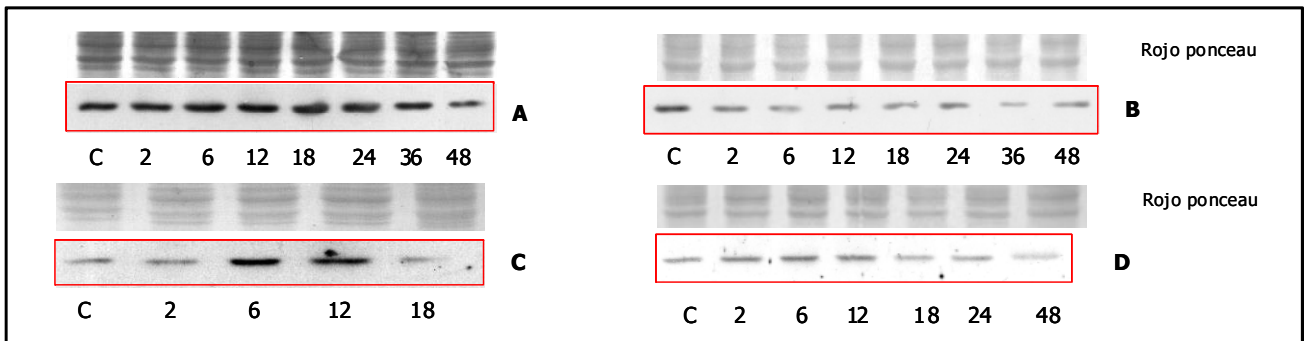 Rojo ponceau
A
B
C 2 6 12 18 24 36 48
C 2 6 12 18 24 36 48
Rojo ponceau
C
D
C 2 6 12 18
C 2 6 12 18 24 48